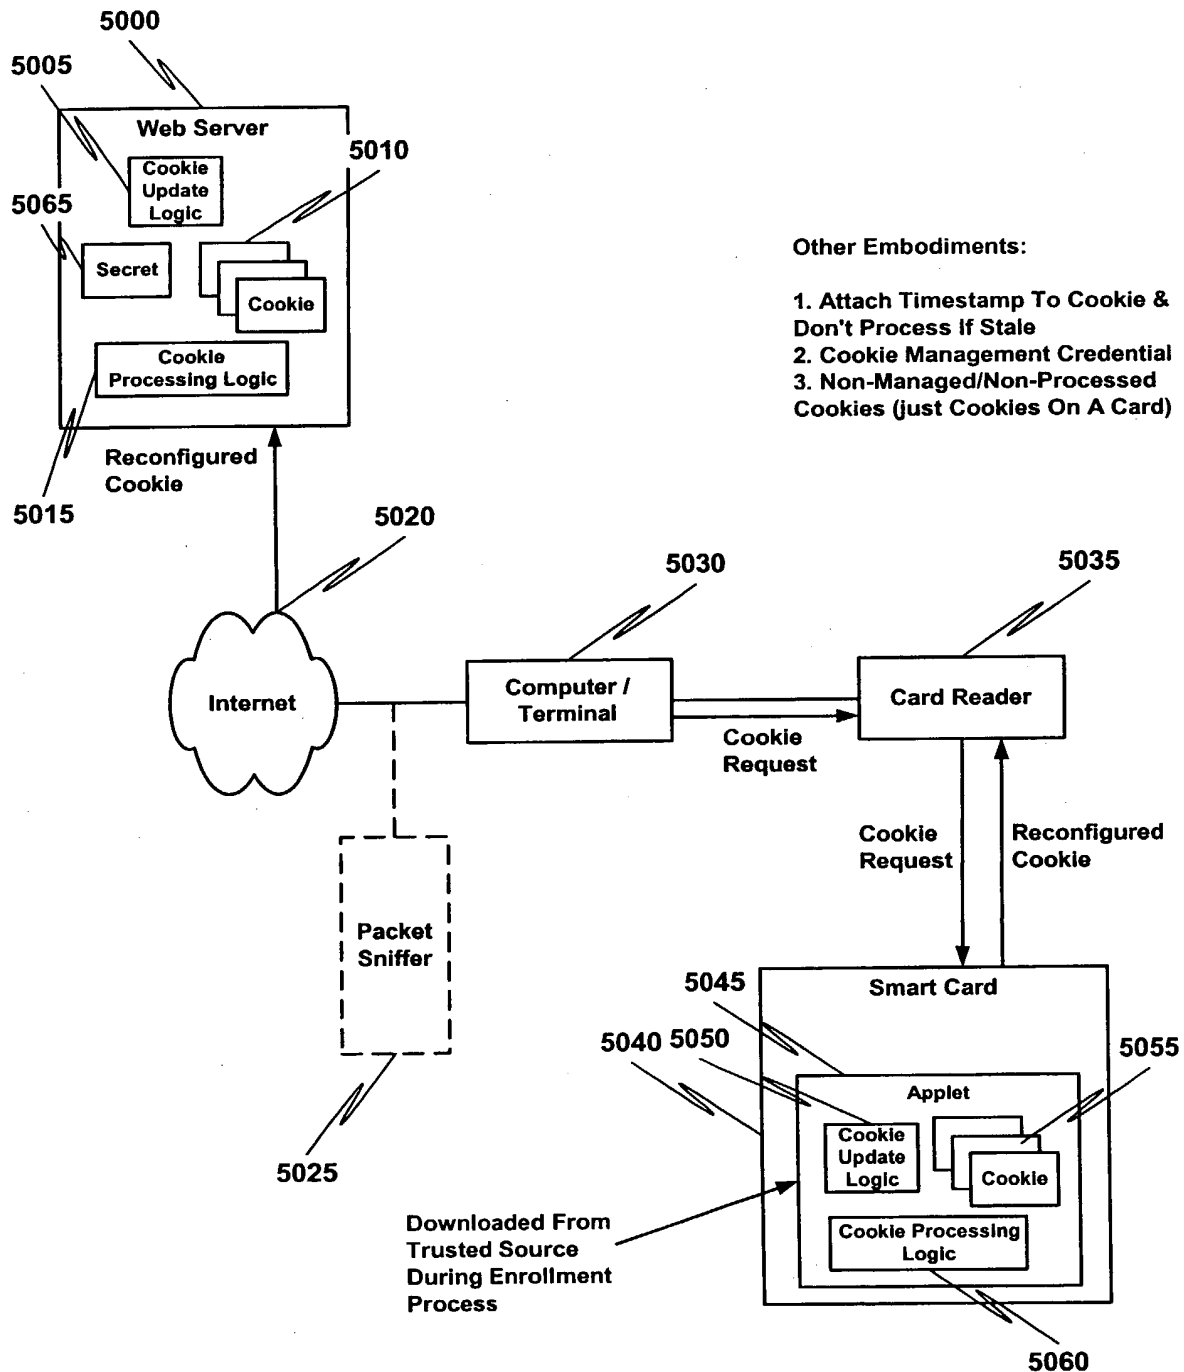 5000
5005
Web Server
5010
Cookie
Update
Logic
5065
Secret
Cookie
Cookie
Processing Logic
Other Embodiments:
1. Attach Timestamp To Cookie &
Don't Process If Stale
2. Cookie Management Credential
3. Non-Managed/Non-Processed
Cookies (just Cookies On A Card)
Reconfigured
Cookie
5015
5020
5030
5035
Internet
Computer /
Terminal
Card Reader
Cookie
Request
Cookie
Request
Reconfigured
Cookie
Packet
Sniffer
5025
Smart Card
5045
5040
5050
5055
Applet
Cookie
Update
Logic
Cookie
Cookie Processing
Logic
Downloaded From
Trusted Source
During Enrollment
Process
5060